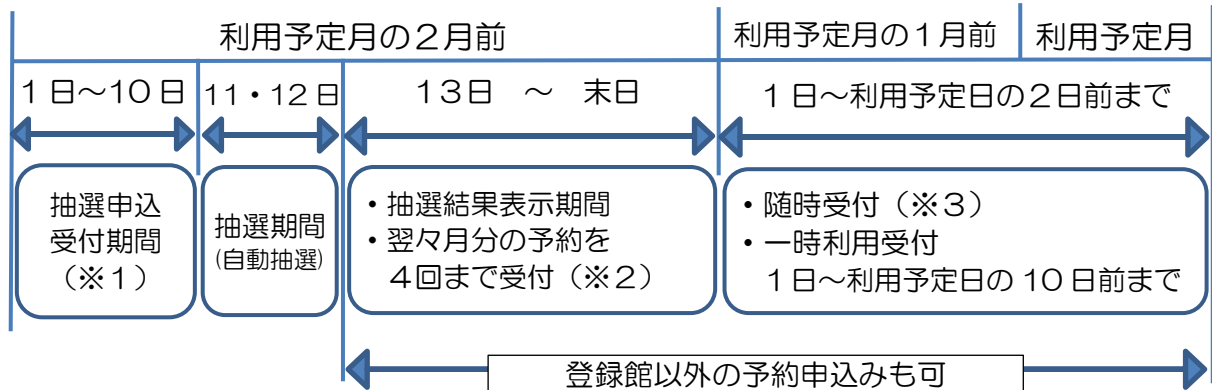 利用予定月の２月前
利用予定月の１月前
利用予定月
１日～10日
11・12日
１３日　～　末日
１日～利用予定日の２日前まで
抽選申込
受付期間
（※１）
抽選期間
(自動抽選)
・抽選結果表示期間
・翌々月分の予約を
４回まで受付（※２）
・随時受付（※３）
・一時利用受付
１日～利用予定日の 10 日前まで
登録館以外の予約申込みも可